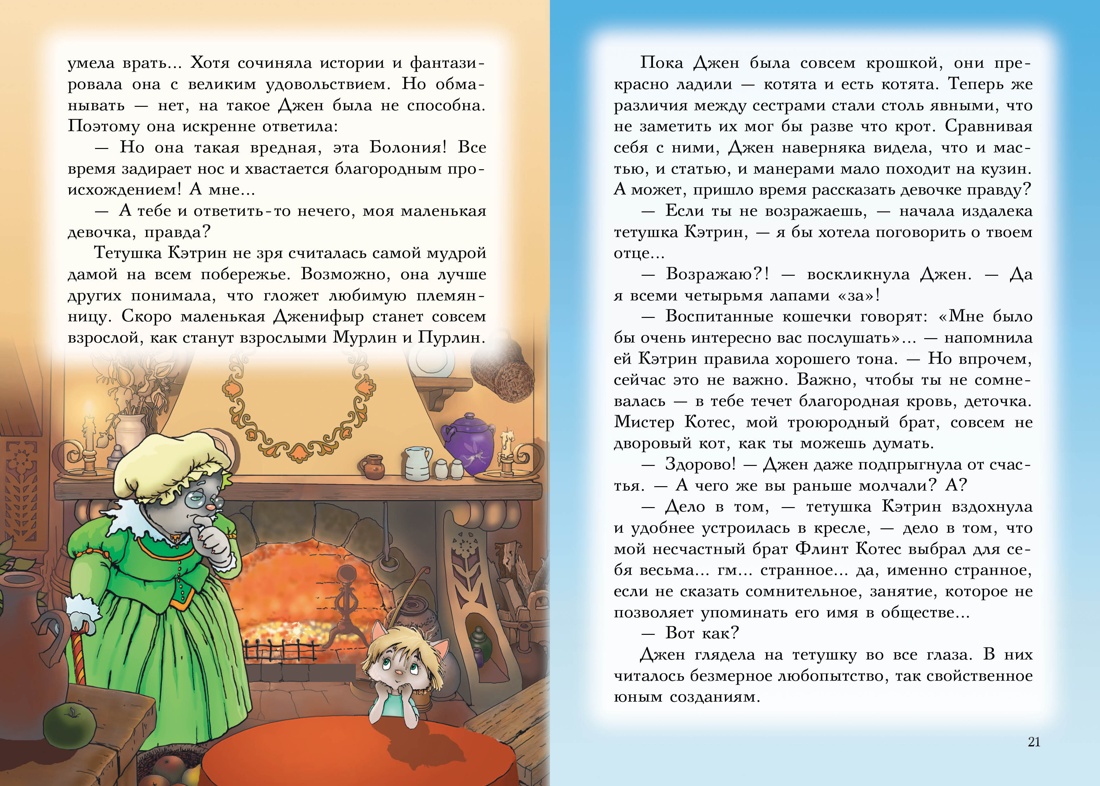 умела врать... Хотя сочиняла истории и фантази-
ровала она с великим удовольствием. Но обма-
нывать — нет, на такое Джен была не способна.
Поэтому она искренне ответила:
— Но она такая вредная, эта Болония! Все
время задирает нос и хвастается благородным про-
исхождением! А мне...
— А тебе и ответить-то нечего, моя маленькая
девочка, правда?
Тетушка Кэтрин не зря считалась самой мудрой
дамой на всем побережье. Возможно, она лучше
других понимала, что гложет любимую племян-
ницу. Скоро маленькая Дженифыр станет совсем
взрослой, как станут взрослыми Мурлин и Пурлин.
Пока Джен была совсем крошкой, они пре-
красно ладили — котята и есть котята. Теперь же
различия между сестрами стали столь явными, что
не заметить их мог бы разве что крот. Сравнивая
себя с ними, Джен наверняка видела, что и мас-
тью, и статью, и манерами мало походит на кузин.
А может, пришло время рассказать девочке правду?
— Если ты не возражаешь, — начала издалека
тетушка Кэтрин, — я бы хотела поговорить о твоем
отце...
— Возражаю?! — воскликнула Джен. — Да
я всеми четырьмя лапами «за»!
— Воспитанные кошечки говорят: «Мне было
бы очень интересно вас послушать»... — напомнила
ей Кэтрин правила хорошего тона. — Но впрочем,
сейчас это не важно. Важно, чтобы ты не сомне-
валась — в тебе течет благородная кровь, деточка.
Мистер Котес, мой троюродный брат, совсем не
дворовый кот, как ты можешь думать.
— Здорово! — Джен даже подпрыгнула от счас-
тья. — А чего же вы раньше молчали? А?
— Дело в том, — тетушка Кэтрин вздохнула
и удобнее устроилась в кресле, — дело в том, что
мой несчастный брат Флинт Котес выбрал для се-
бя весьма... гм... странное... да, именно странное,
если не сказать сомнительное, занятие, которое не
позволяет упоминать его имя в обществе...
— Вот как?
Джен глядела на тетушку во все глаза. В них
читалось безмерное любопытство, так свойственное
юным созданиям.
21